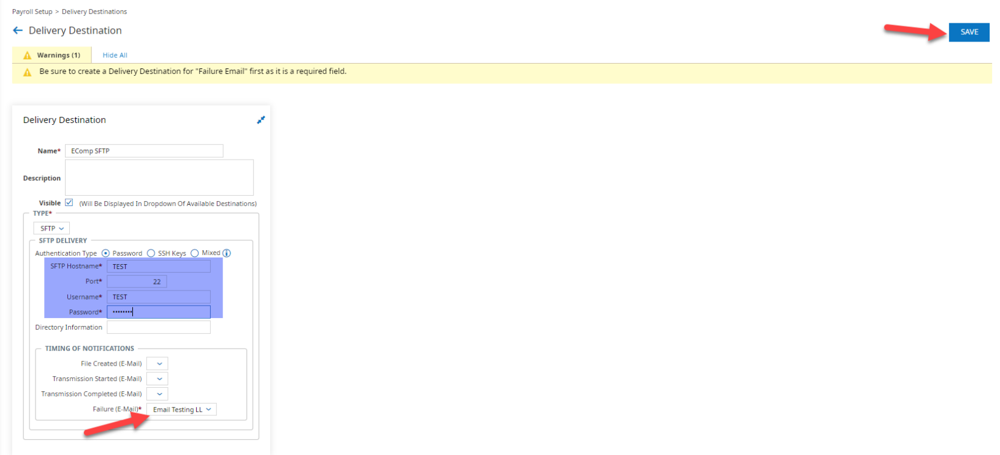 Payroll Setup > Delivery Destinations
Delivery Destination
SAVE
Warnings (1) Hide All
Be sure to create a Delivery Destination for "Failure Email" first as it is a required field.
Delivery Destination
Name* EComp SFTP
Description
Visible (Will Be Displayed In Dropdown Of Available Destinations)
TYPE*
SFTP
SFTP DELIVERY
Authentication Type Password SSH Keys Mixed
SFTP Hostname* TEST
Port* 22
Username* TEST
Password* ••••••••
Directory Information
TIMING OF NOTIFICATIONS
File Created (E-Mail)
Transmission Started (E-Mail)
Transmission Completed (E-Mail)
Failure (E-Mail)* Email Testing LL